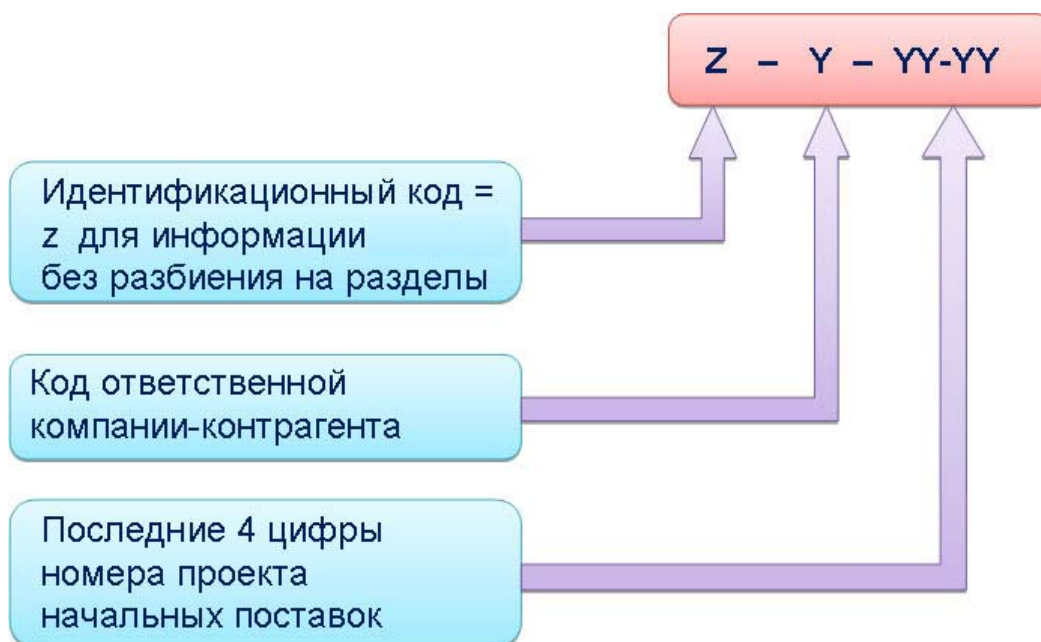 Z – Y – YY-YY
Идентификационный код =
z для информации
без разбиения на разделы
Код ответственной
компании-контрагента
Последние 4 цифры
номера проекта
начальных поставок